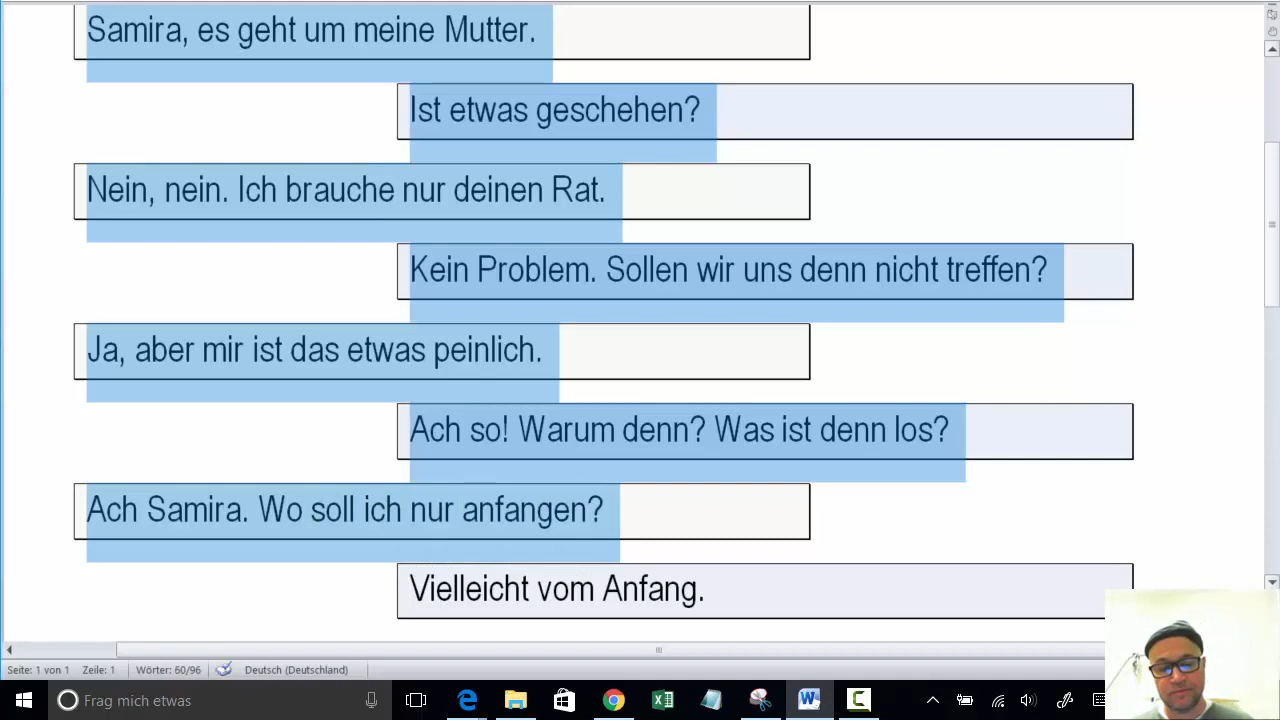 Samira, es geht um meine Mutter.
Ist etwas geschehen?
Nein, nein. Ich brauche nur deinen Rat.
Kein Problem. Sollen wir uns denn nicht treffen?
Ja, aber mir ist das etwas peinlich.
Ach so! Warum denn? Was ist denn los?
Ach Samira. Wo soll ich nur anfangen?
Vielleicht vom Anfang.
Seite: 1 von 1 Zeile: 1 Wörter: 60/96 Deutsch (Deutschland)
Frag mich etwas